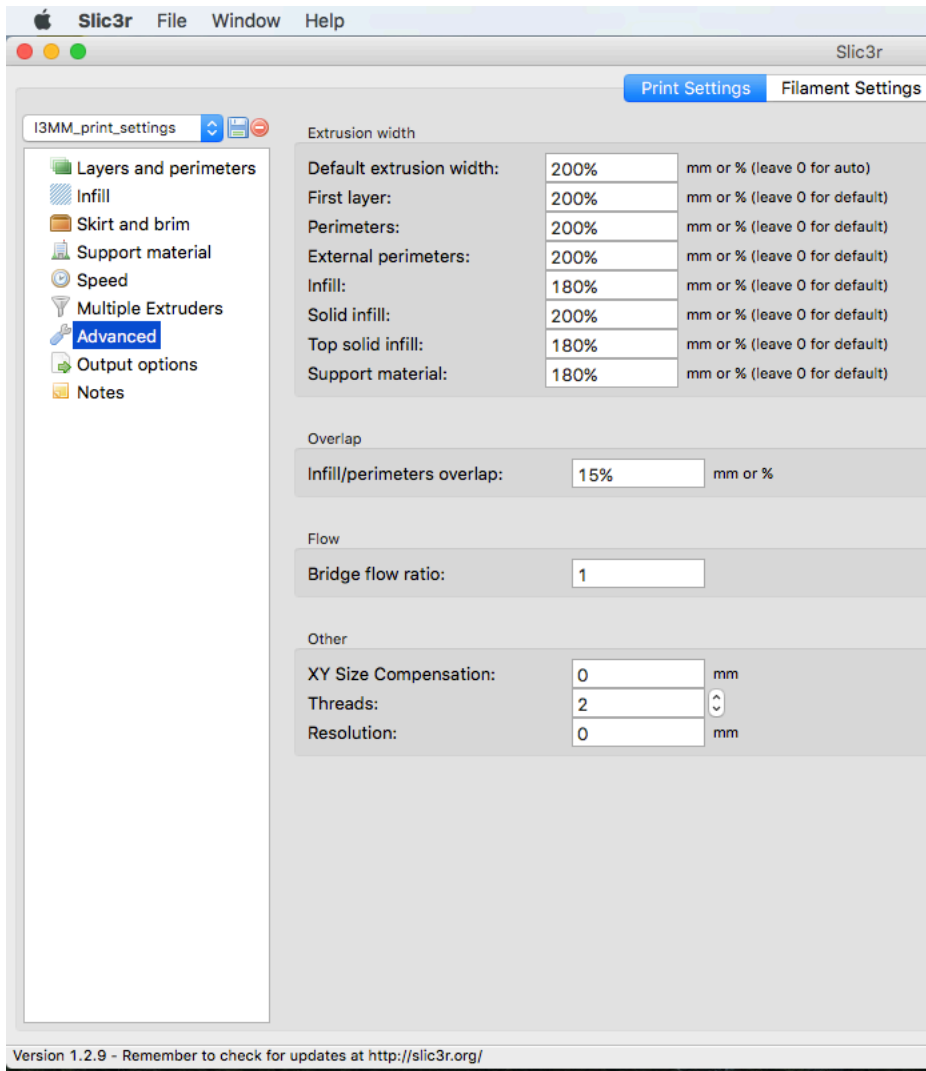 Slic3r File Window Help
Slic3r
Print Settings Filament Settings
I3MM_print_settings
Layers and perimeters
Infill
Skirt and brim
Support material
Speed
Multiple Extruders
Advanced
Output options
Notes
Extrusion width
Default extrusion width: 200% mm or % (leave 0 for auto)
First layer: 200% mm or % (leave 0 for default)
Perimeters: 200% mm or % (leave 0 for default)
External perimeters: 200% mm or % (leave 0 for default)
Infill: 180% mm or % (leave 0 for default)
Solid infill: 200% mm or % (leave 0 for default)
Top solid infill: 180% mm or % (leave 0 for default)
Support material: 180% mm or % (leave 0 for default)
Overlap
Infill/perimeters overlap: 15% mm or %
Flow
Bridge flow ratio: 1
Other
XY Size Compensation: 0 mm
Threads: 2
Resolution: 0 mm
Version 1.2.9 - Remember to check for updates at http://slic3r.org/